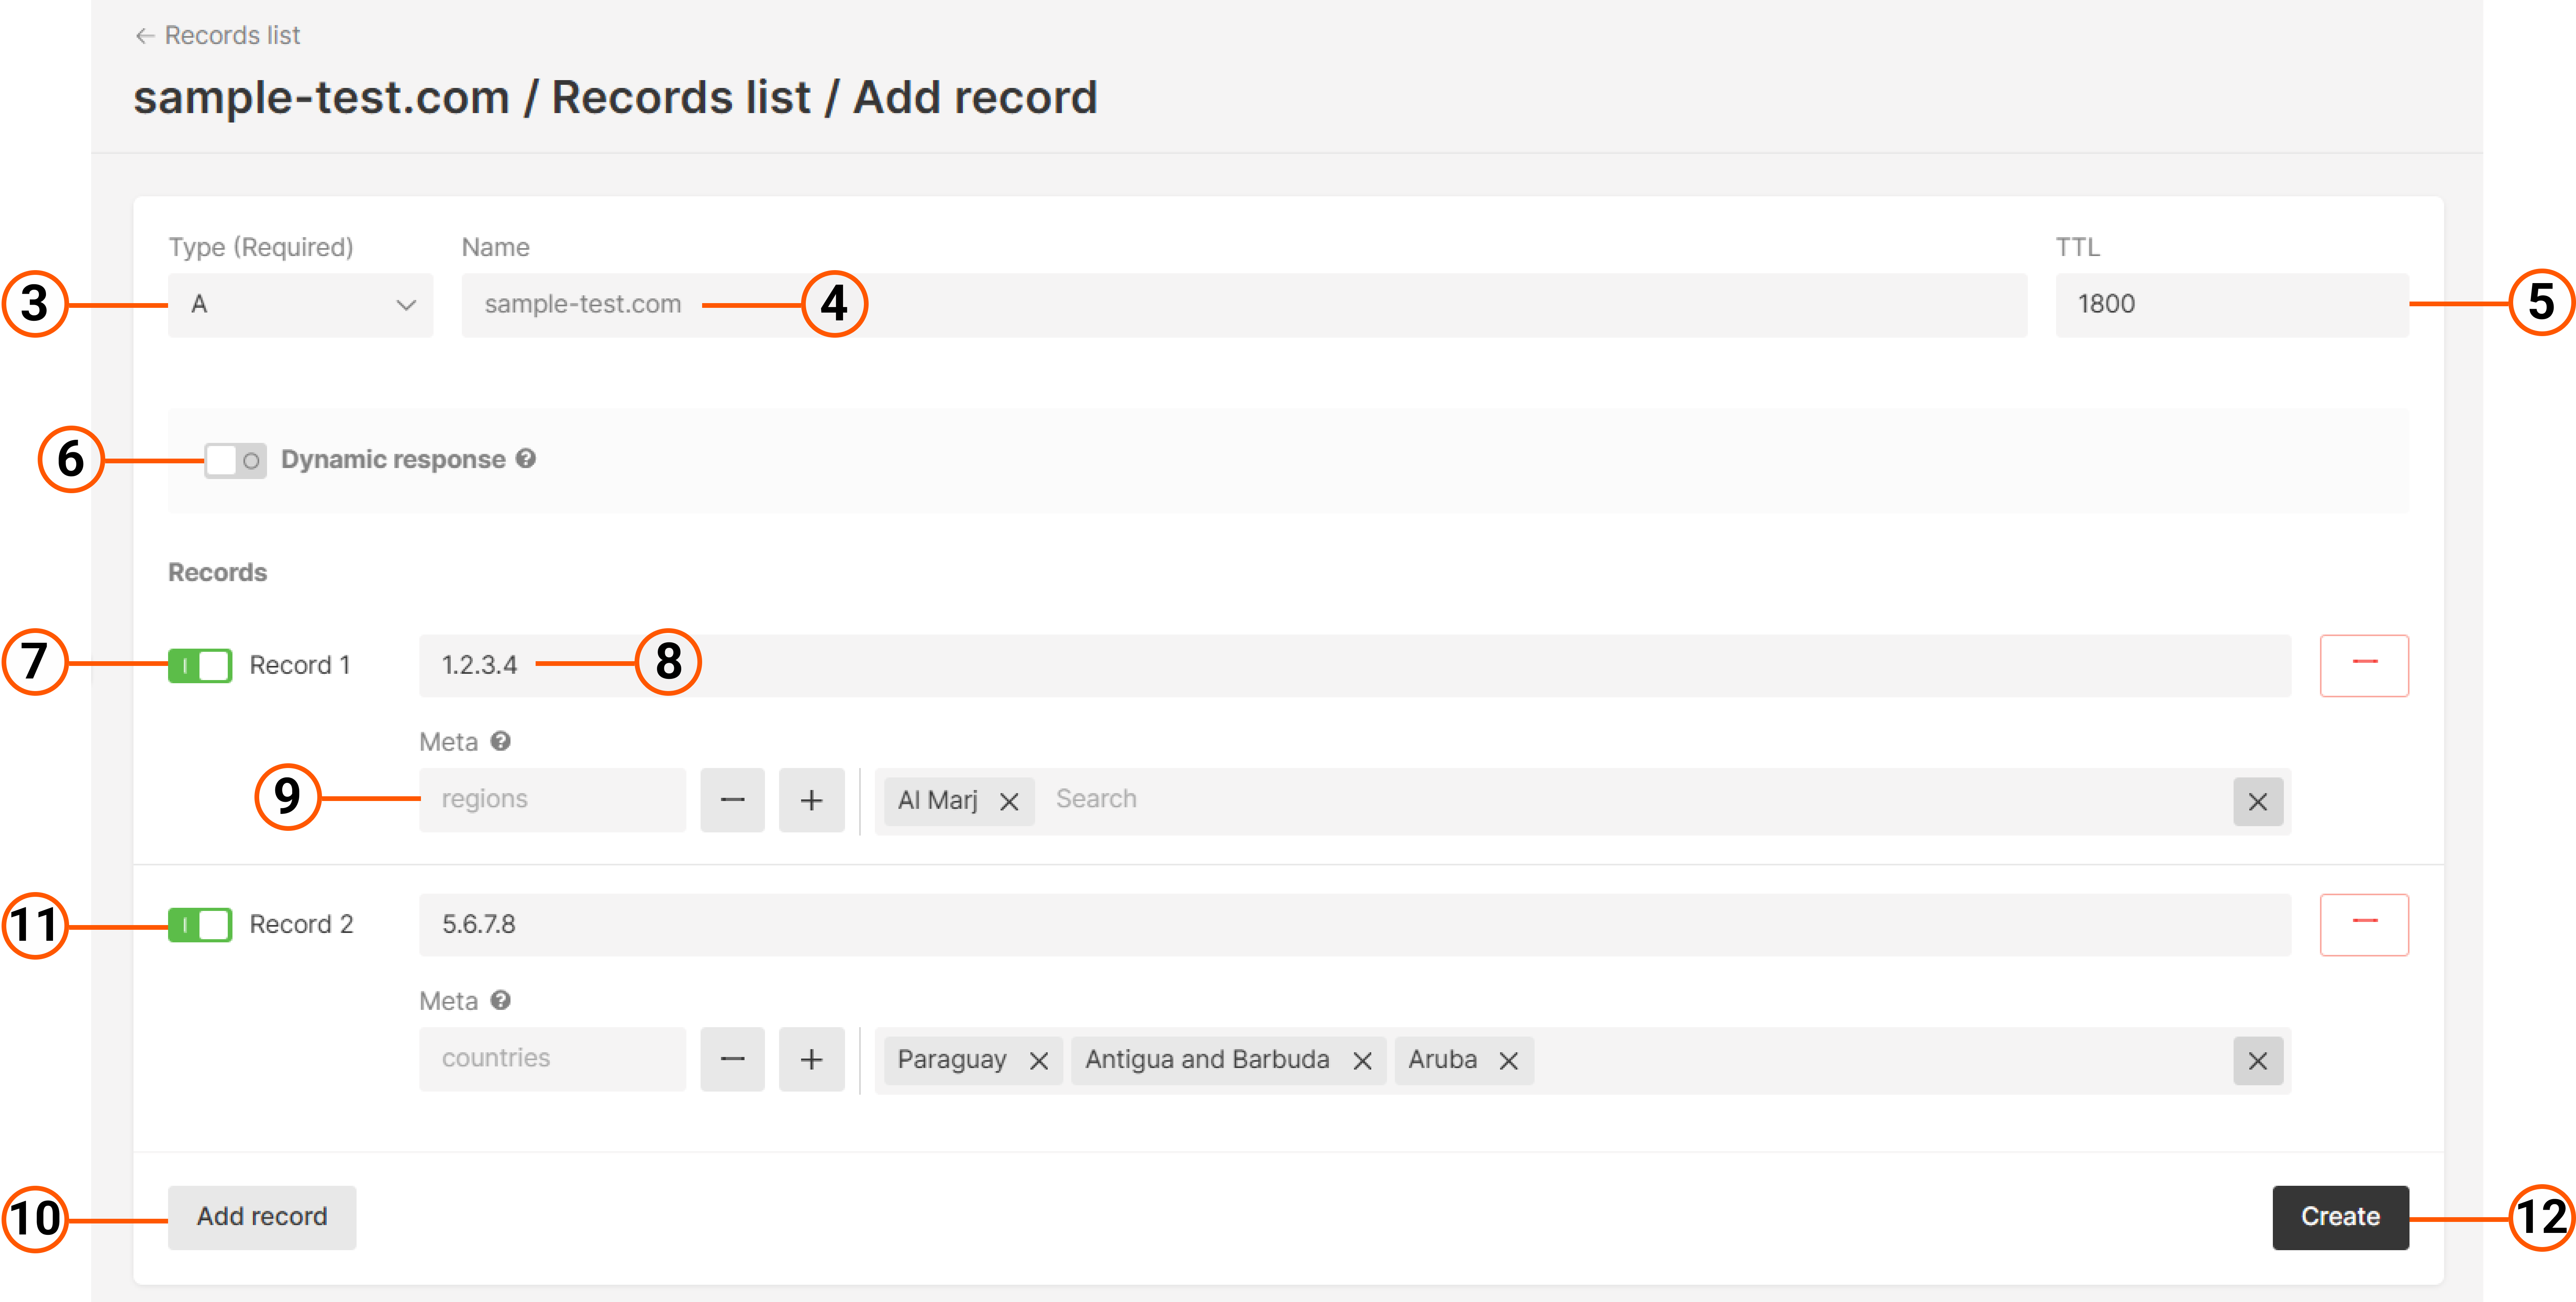 ← Records list
sample-test.com / Records list / Add record
Type (Required) Name TTL
3 A sample-test.com 4 1800 5
6 Dynamic response ?
Records
7 Record 1 1.2.3.4 8
Meta ?
9 regions − + Al Marj × Search ×
11 Record 2 5.6.7.8
Meta ?
countries − + Paraguay × Antigua and Barbuda × Aruba × ×
10 Add record Create 12